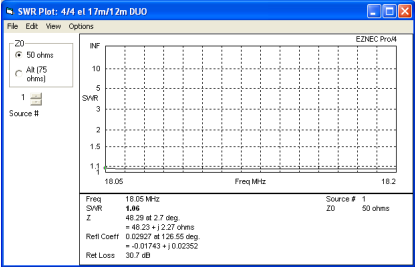 SWR Plot: 4/4 el 17m/12m DUO
File Edit View Options
Z0
50 ohms
Alt (75 ohms)
1
Source #
EZNEC Pro/4
INF
10
5
SWR
3
2
1.5
1.1
1
18.05 Freq MHz 18.2
Freq 18.05 MHz Source # 1
SWR 1.06 Z0 50 ohms
Z 48.29 at 2.7 deg.
= 48.23 + j 2.27 ohms
Refl Coeff 0.02927 at 126.55 deg.
= -0.01743 + j 0.02352
Ret Loss 30.7 dB